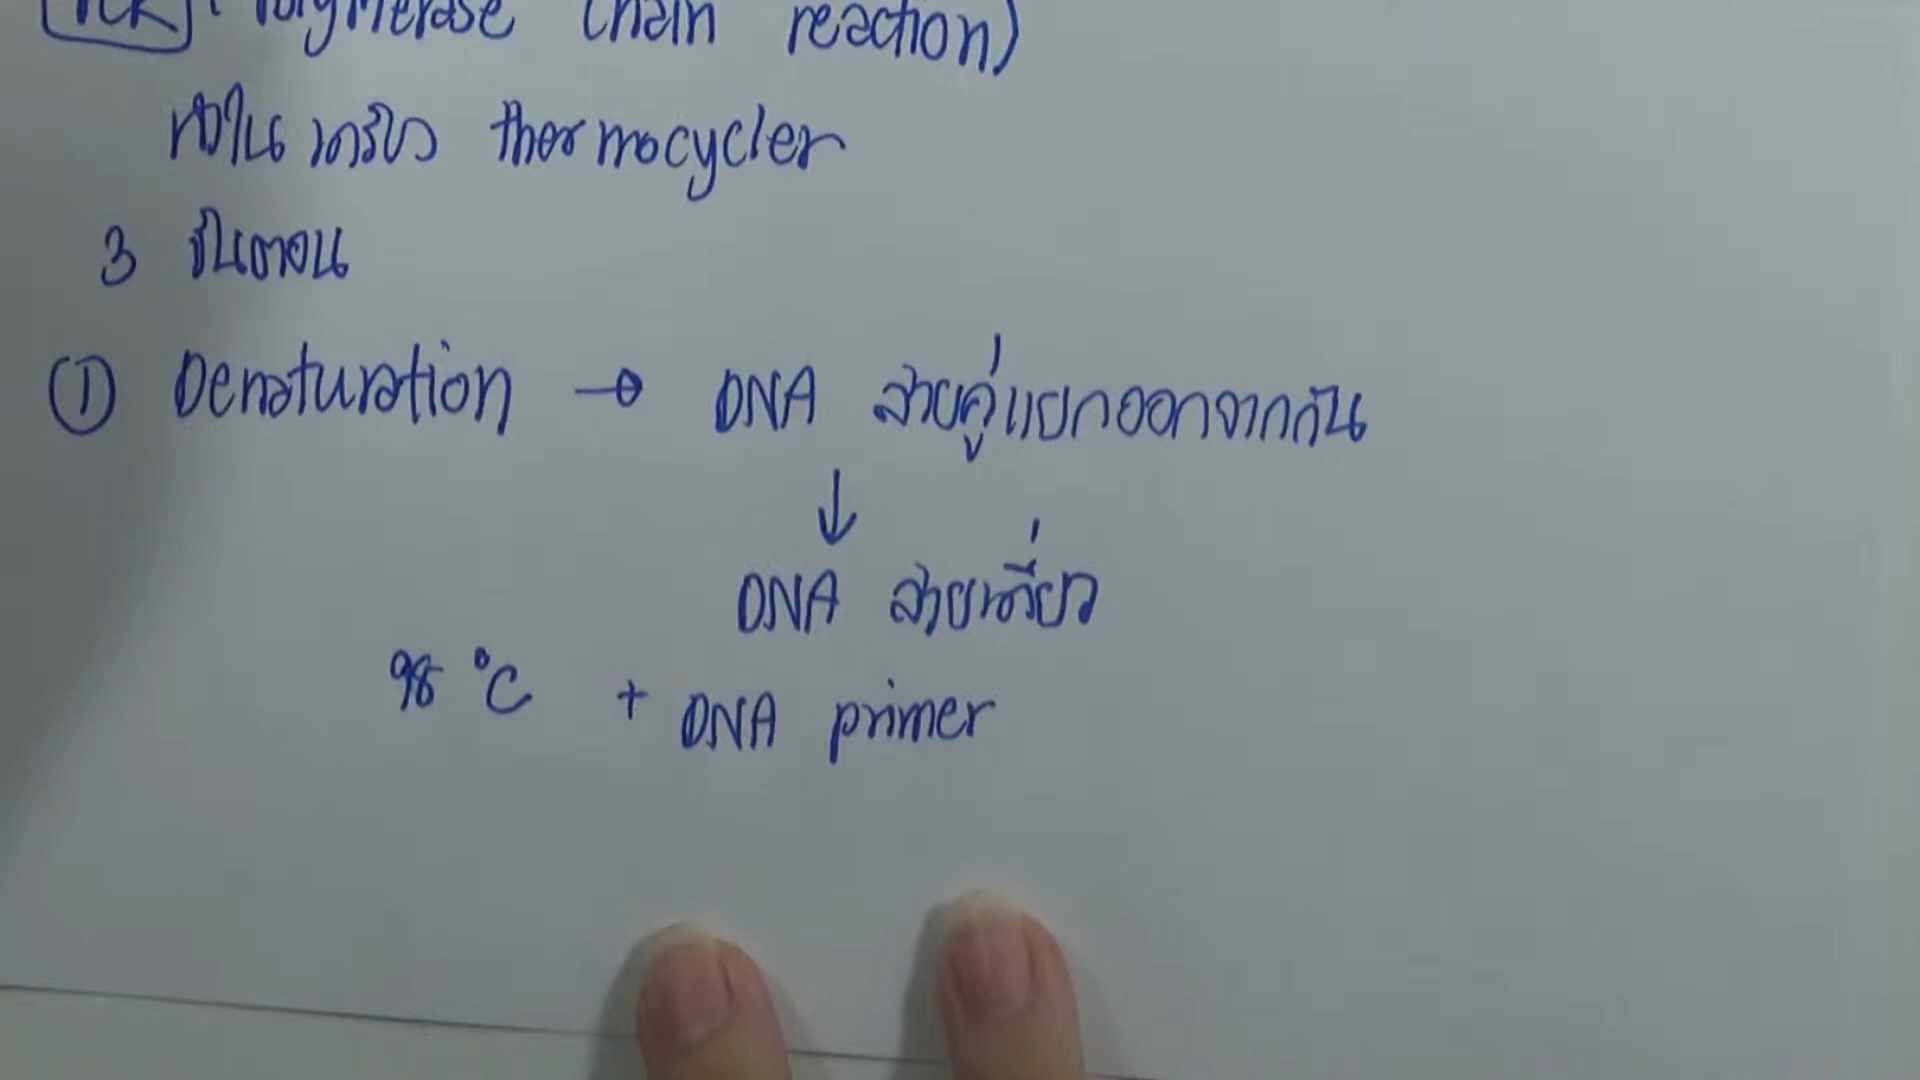 PCR (Polymerase chain reaction)
ทำใน เครื่อง thermocycler
3 ขั้นตอน
① Denaturation → DNA สายคู่แยกออกจากกัน
↓
DNA สายเดี่ยว
98 °C + DNA primer